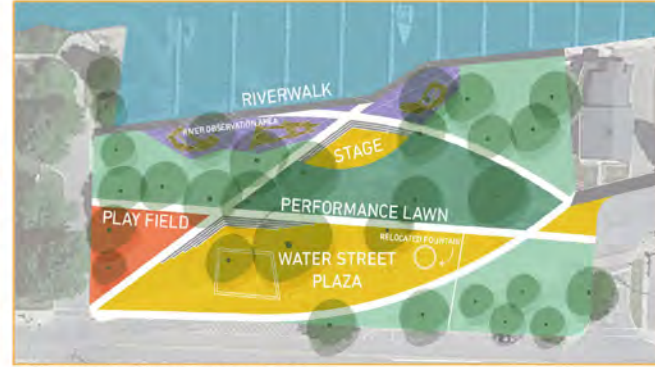 RIVERWALK
RIVER OBSERVATION AREA
STAGE
PERFORMANCE LAWN
PLAY FIELD
RELOCATED FOUNTAIN
WATER STREET
PLAZA